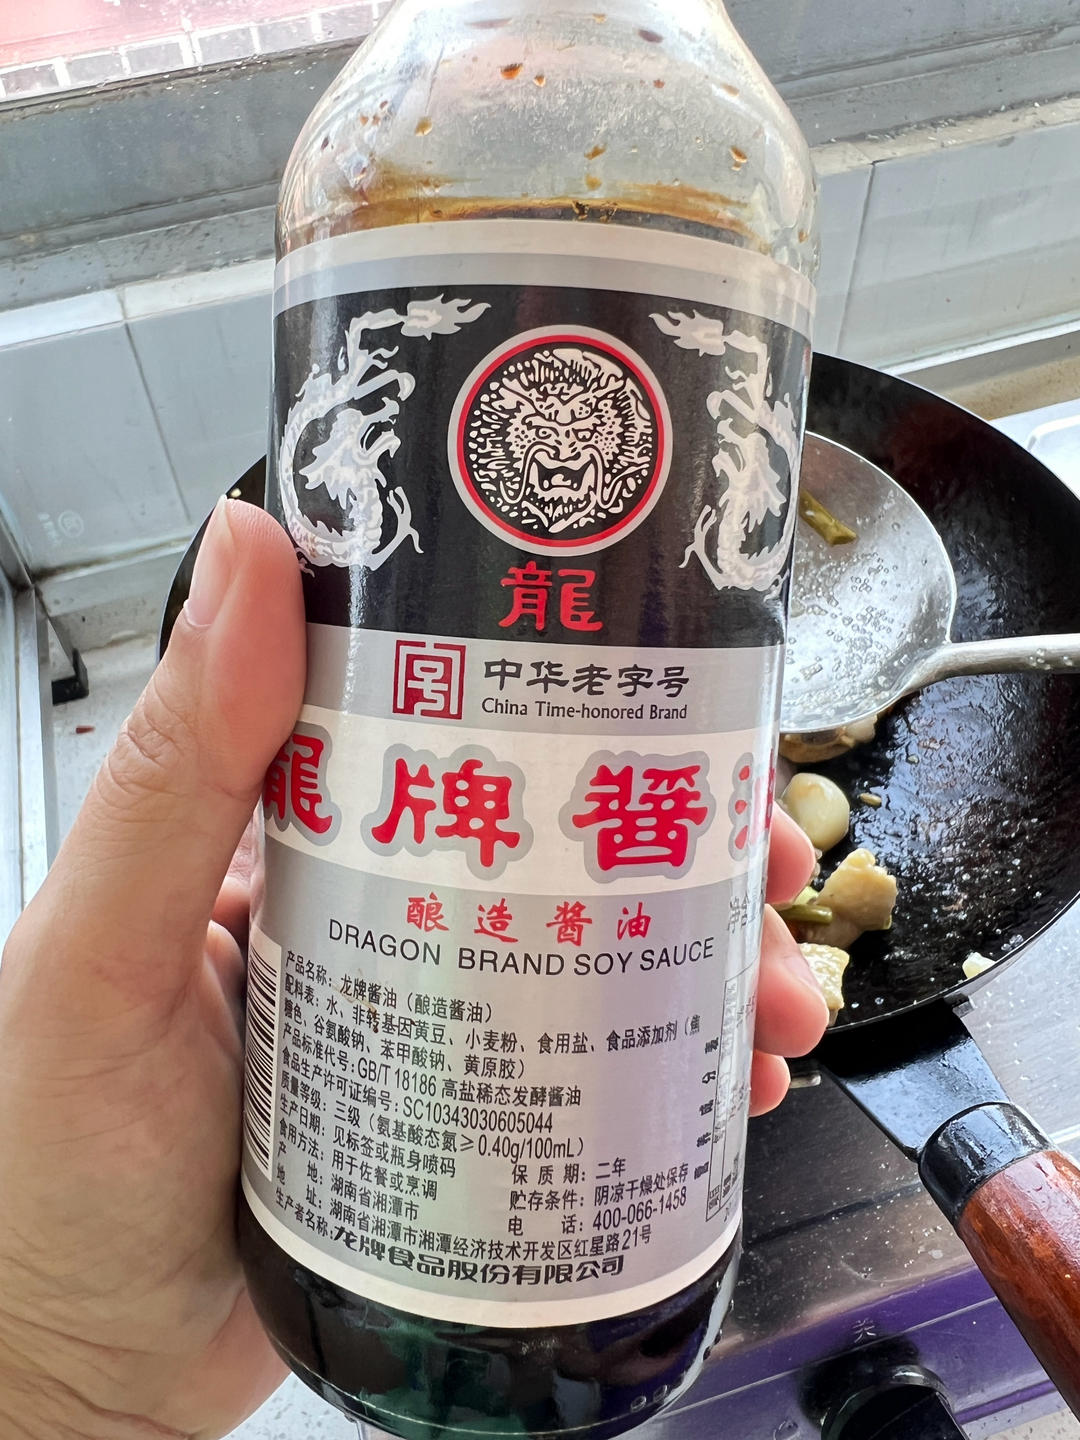 龍
中华老字号
China Time-honored Brand
龍牌醬油
酿造醬油
DRAGON BRAND SOY SAUCE
净含
产品名称：龙牌酱油（酿造酱油）
配料表：水、非转基因黄豆、小麦粉、食用盐、食品添加剂（焦
糖色、谷氨酸钠、苯甲酸钠、黄原胶）
产品标准代号：GB/T 18186 高盐稀态发酵酱油
食品生产许可证编号：SC10343030605044
质量等级：三级（氨基酸态氮≥0.40g/100mL）
生产日期：见标签或瓶身喷码 保质期：二年
食用方法：用于佐餐或烹调 贮存条件：阴凉干燥处保存
产 地：湖南省湘潭市 电 话：400-066-1458
地 址：湖南省湘潭市湘潭经济技术开发区红星路21号
生产者名称：龙牌食品股份有限公司
营养成分表
关